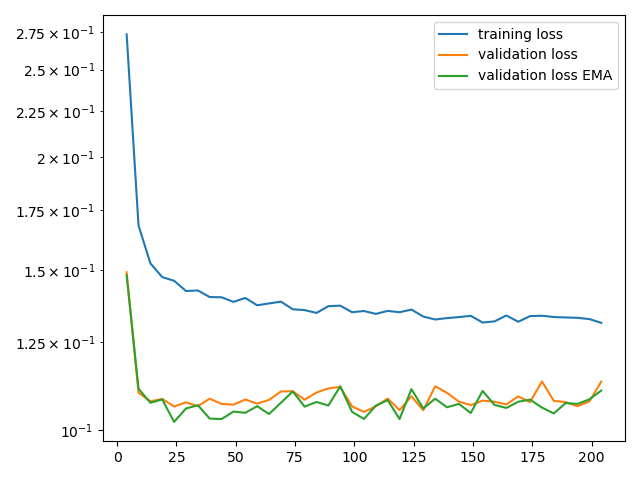 2.75 × 10⁻¹
2.5 × 10⁻¹
2.25 × 10⁻¹
2 × 10⁻¹
1.75 × 10⁻¹
1.5 × 10⁻¹
1.25 × 10⁻¹
10⁻¹
training loss
validation loss
validation loss EMA
0 25 50 75 100 125 150 175 200